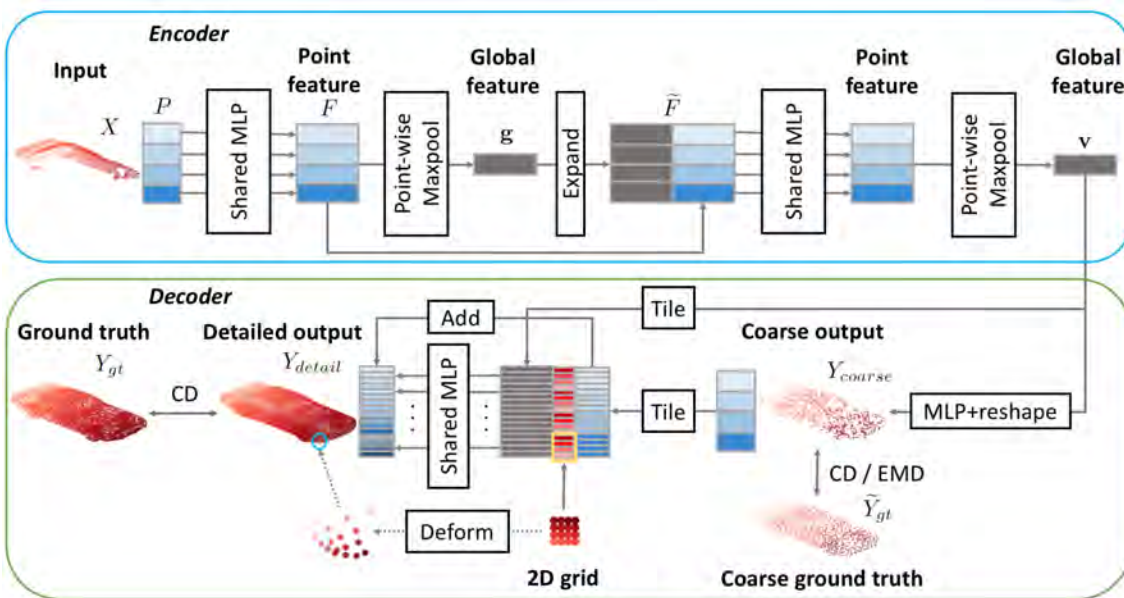 Encoder
Input
Point
feature
Global
feature
Point
feature
Global
feature
X
P
Shared MLP
F
Point-wise
Maxpool
g
Expand
F̃
Shared MLP
Point-wise
Maxpool
v
Decoder
Ground truth
Y_gt
CD
Detailed output
Y_detail
Add
Shared MLP
Tile
Tile
Coarse output
Y_coarse
MLP+reshape
CD / EMD
Ỹ_gt
Deform
2D grid
Coarse ground truth